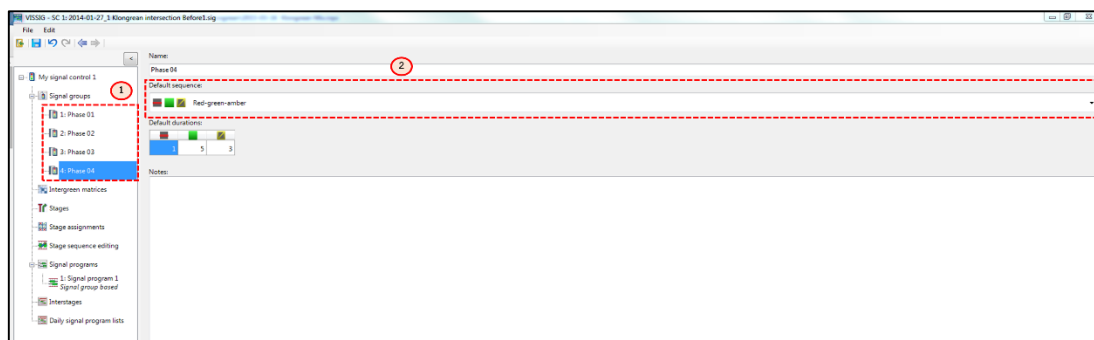 VISSIG - SC 1: 2014-01-27_1 Klongrean intersection Before1.sig
File Edit
<
Name:
2
Phase 04
My signal control 1
1
Default sequence:
Signal groups
Red-green-amber
1: Phase 01
Default durations:
2: Phase 02
3: Phase 03
1 5 3
4: Phase 04
Notes:
Intergreen matrices
Stages
Stage assignments
Stage sequence editing
Signal programs
1: Signal program 1
Signal group based
Interstages
Daily signal program lists